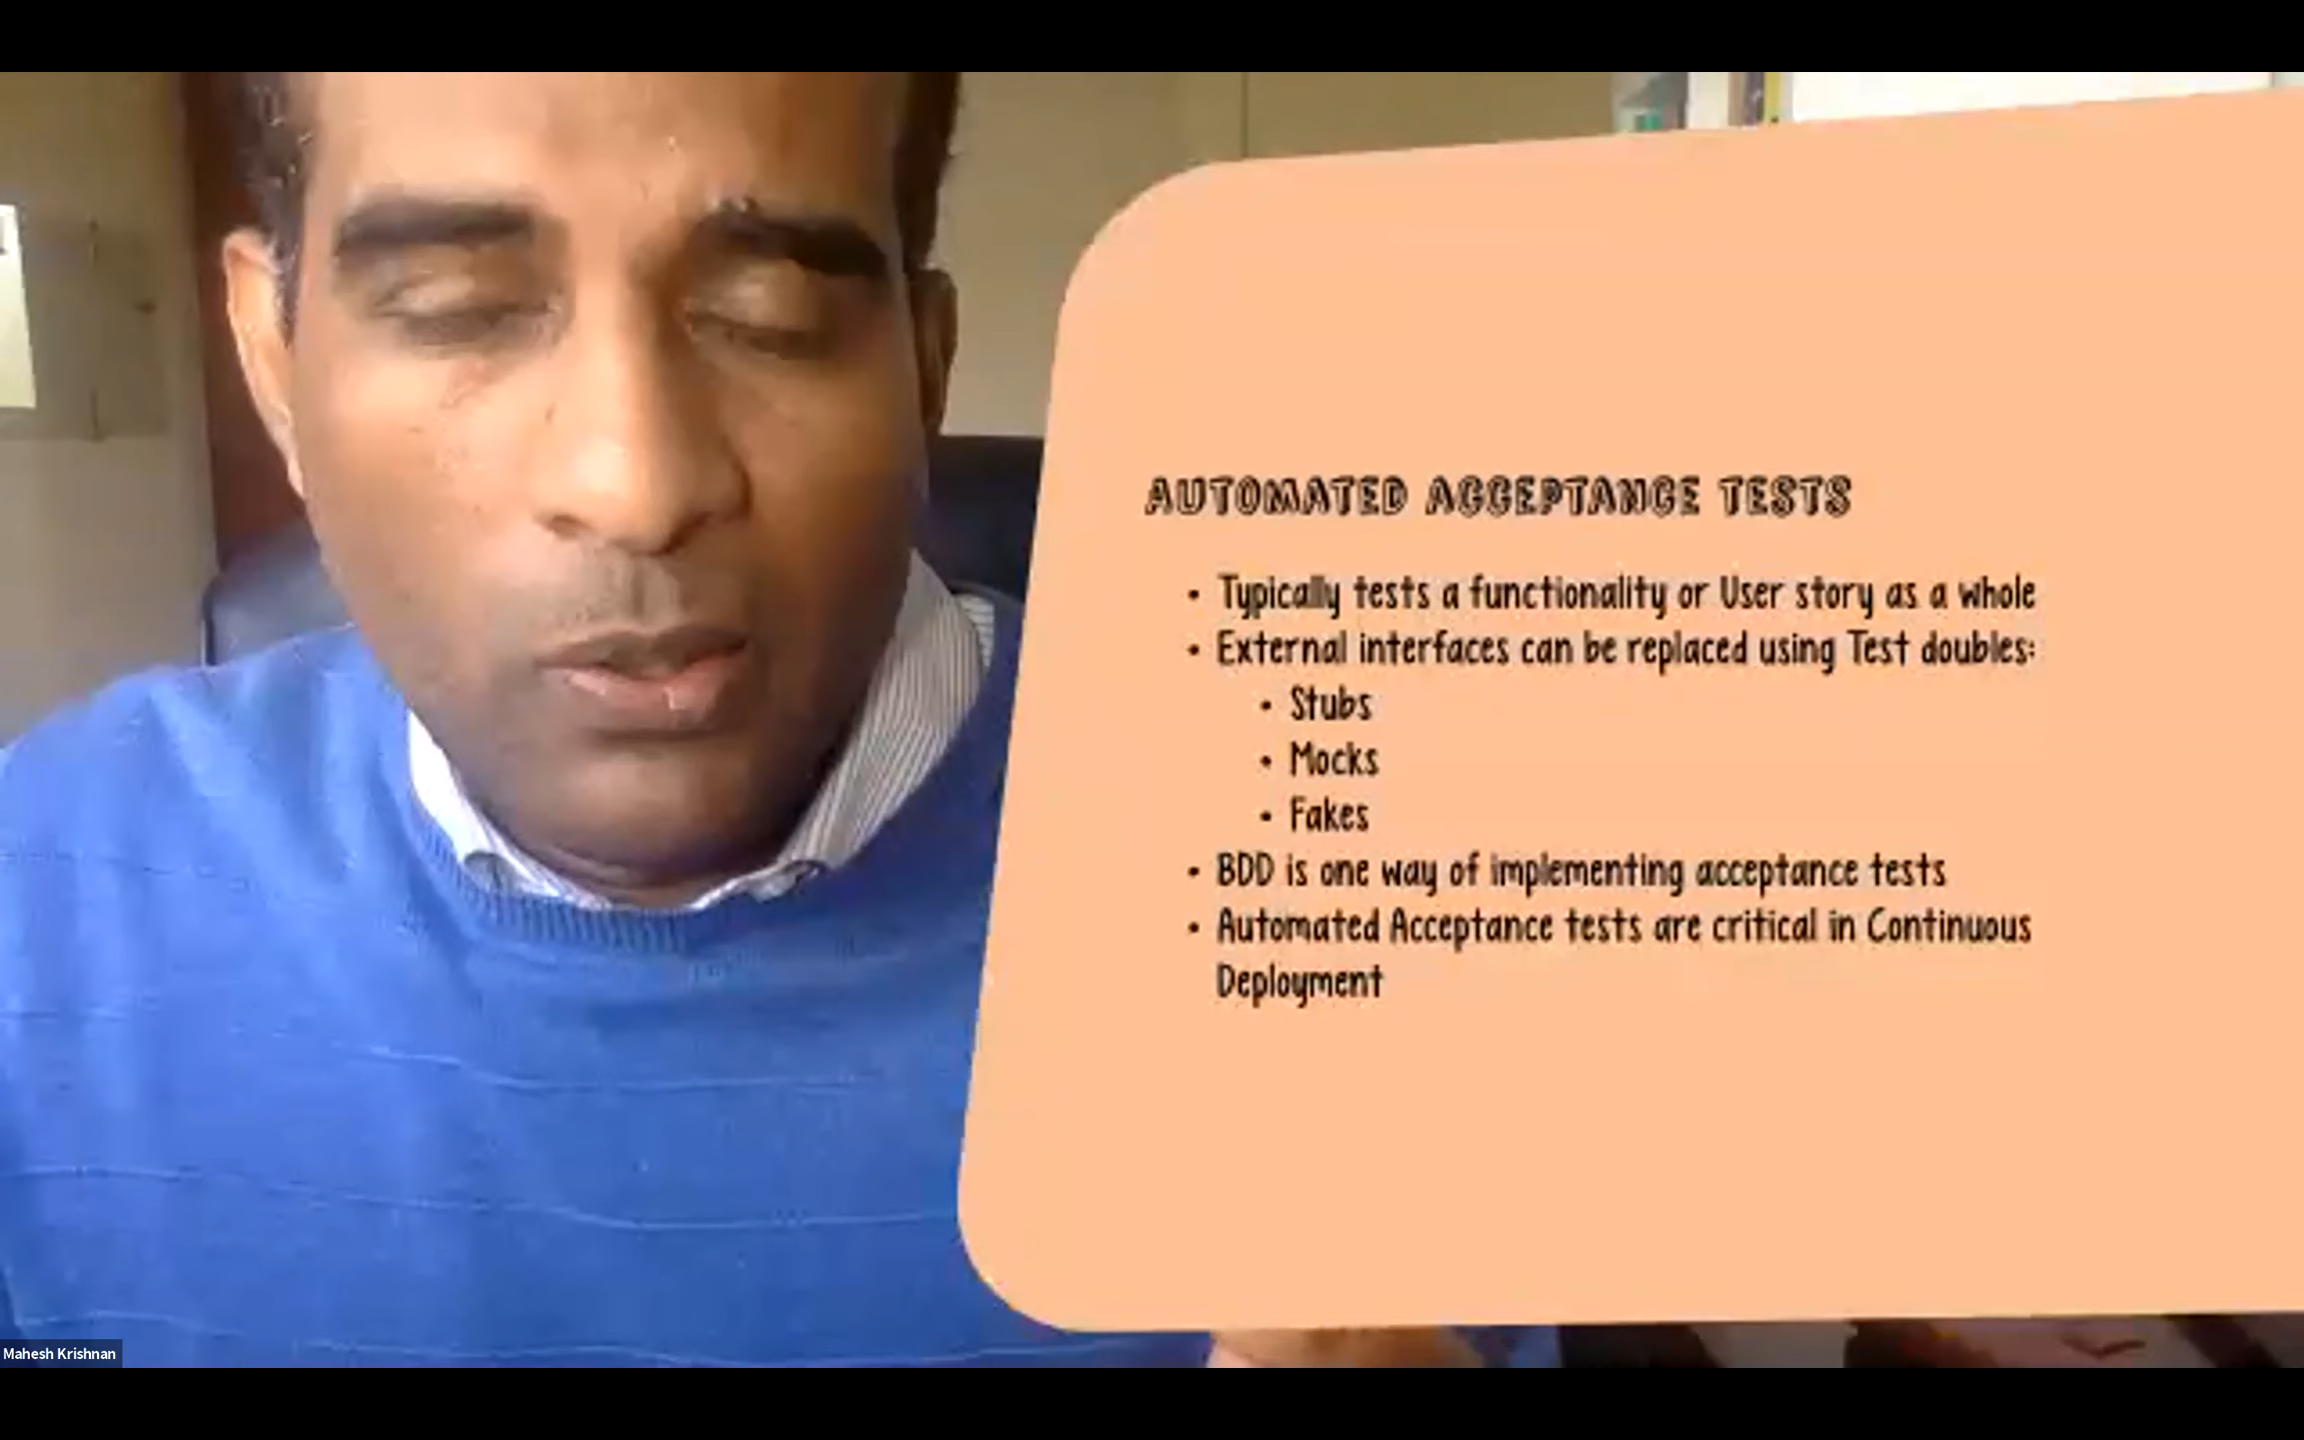 AUTOMATED ACCEPTANCE TESTS
• Typically tests a functionality or User story as a whole
• External interfaces can be replaced using Test doubles:
• Stubs
• Mocks
• Fakes
• BDD is one way of implementing acceptance tests
• Automated Acceptance tests are critical in Continuous
Deployment
Mahesh Krishnan